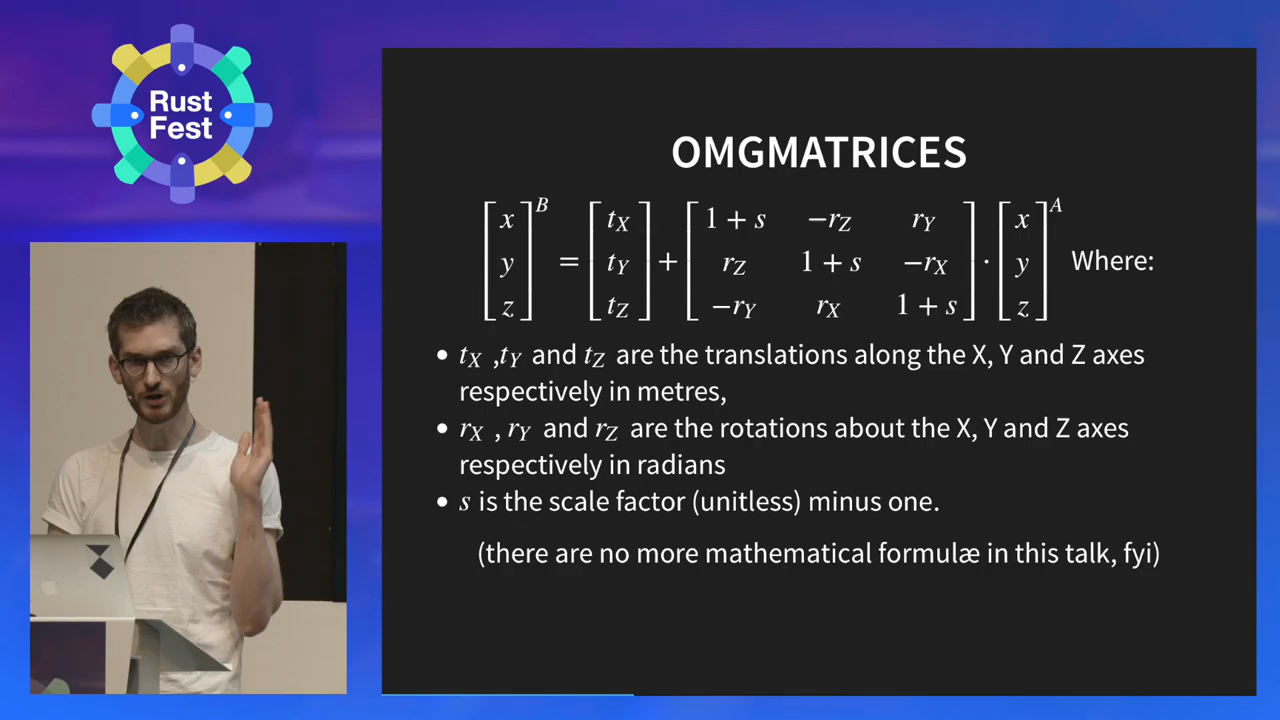 Rust
Fest
OMGMATRICES
[x y z]^B = [t_X t_Y t_Z] + [1 + s −r_Z r_Y; r_Z 1 + s −r_X; −r_Y r_X 1 + s] · [x y z]^A Where:
• t_X ,t_Y and t_Z are the translations along the X, Y and Z axes
respectively in metres,
• r_X , r_Y and r_Z are the rotations about the X, Y and Z axes
respectively in radians
• s is the scale factor (unitless) minus one.
(there are no more mathematical formulæ in this talk, fyi)